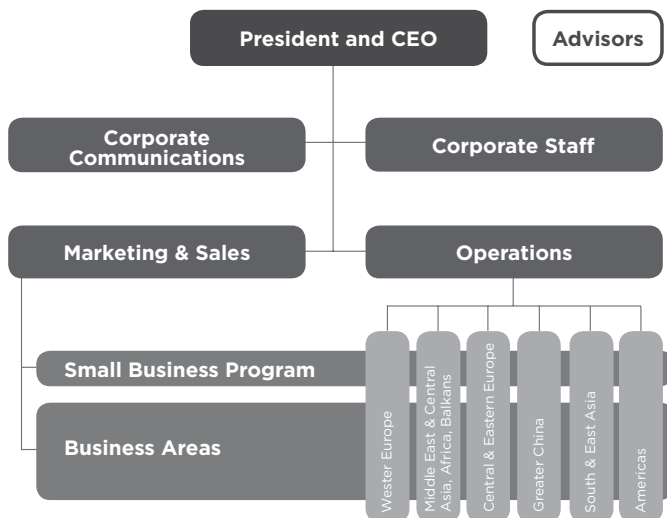 President and CEO
Advisors
Corporate
Communications
Corporate Staff
Marketing & Sales
Operations
Small Business Program
Business Areas
Wester Europe
Middle East & Central
Asia, Africa, Balkans
Central & Eastern Europe
Greater China
South & East Asia
Americas